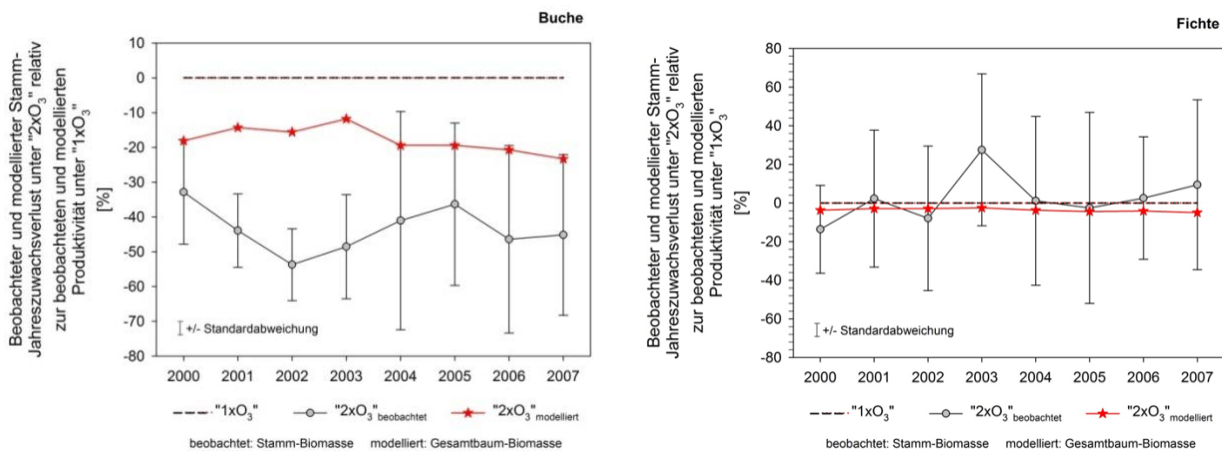 Buche
Beobachteter und modellierter Stamm-
Jahreszuwachsverlust unter "2xO₃" relativ
zur beobachteten und modellierten
Produktivität unter "1xO₃"
[%]
10
0
-10
-20
-30
-40
-50
-60
-70
-80
+/- Standardabweichung
2000 2001 2002 2003 2004 2005 2006 2007
"1xO₃" "2xO₃" beobachtet "2xO₃" modelliert
beobachtet: Stamm-Biomasse modelliert: Gesamtbaum-Biomasse
Fichte
Beobachteter und modellierter Stamm-
Jahreszuwachsverlust unter "2xO₃" relativ
zur beobachteten und modellierten
Produktivität unter "1xO₃"
[%]
80
60
40
20
0
-20
-40
-60
-80
+/- Standardabweichung
2000 2001 2002 2003 2004 2005 2006 2007
"1xO₃" "2xO₃" beobachtet "2xO₃" modelliert
beobachtet: Stamm-Biomasse modelliert: Gesamtbaum-Biomasse